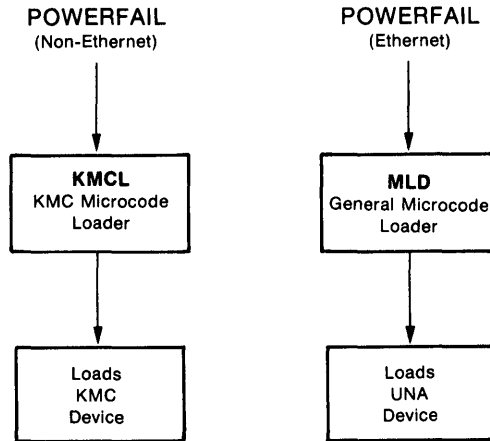 POWERFAIL
(Non-Ethernet)
KMCL
KMC Microcode
Loader
Loads
KMC
Device
POWERFAIL
(Ethernet)
MLD
General Microcode
Loader
Loads
UNA
Device